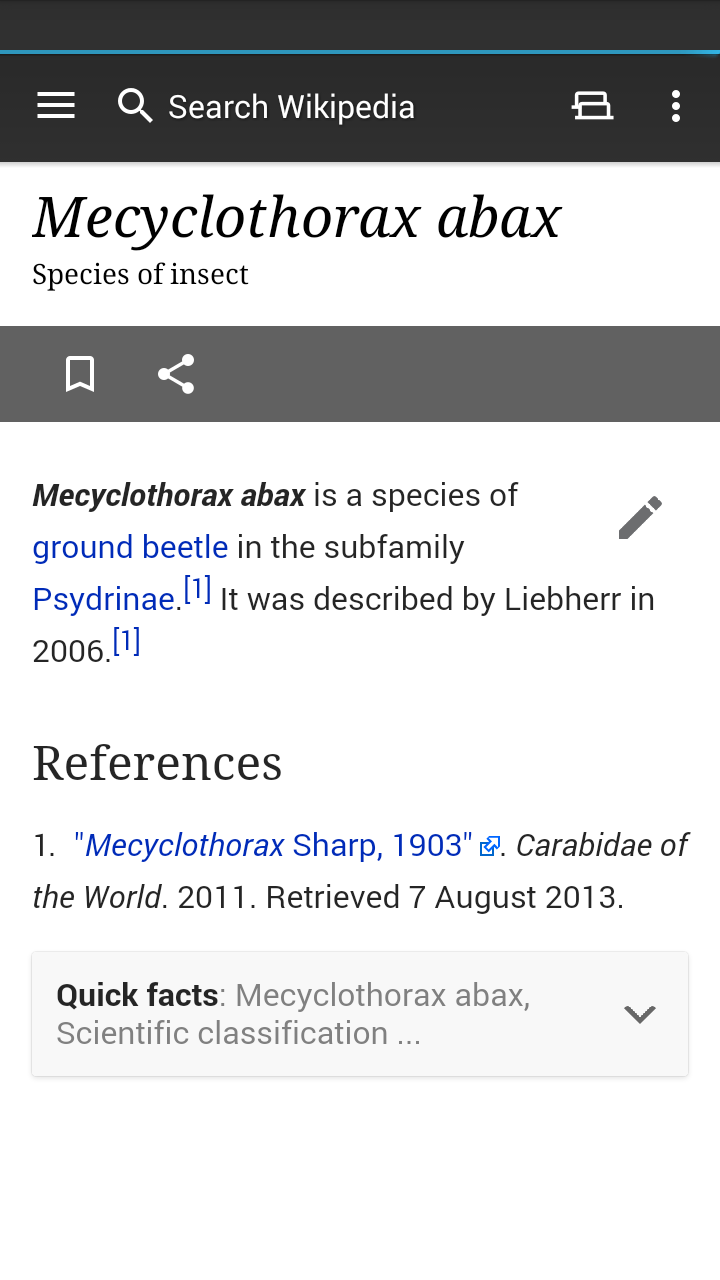 Search Wikipedia
Mecyclothorax abax
Species of insect
Mecyclothorax abax is a species of
ground beetle in the subfamily
Psydrinae.[1] It was described by Liebherr in
2006.[1]
References
1. "Mecyclothorax Sharp, 1903". Carabidae of
the World. 2011. Retrieved 7 August 2013.
Quick facts: Mecyclothorax abax,
Scientific classification ...